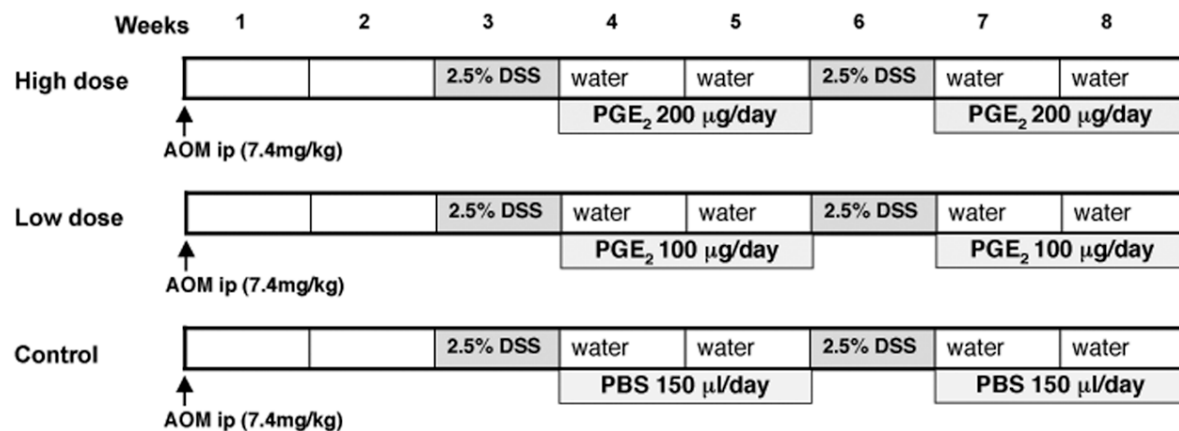 Weeks 1 2 3 4 5 6 7 8
High dose 2.5% DSS water water 2.5% DSS water water
PGE₂ 200 μg/day PGE₂ 200 μg/day
AOM ip (7.4mg/kg)
Low dose 2.5% DSS water water 2.5% DSS water water
PGE₂ 100 μg/day PGE₂ 100 μg/day
AOM ip (7.4mg/kg)
Control 2.5% DSS water water 2.5% DSS water water
PBS 150 μl/day PBS 150 μl/day
AOM ip (7.4mg/kg)